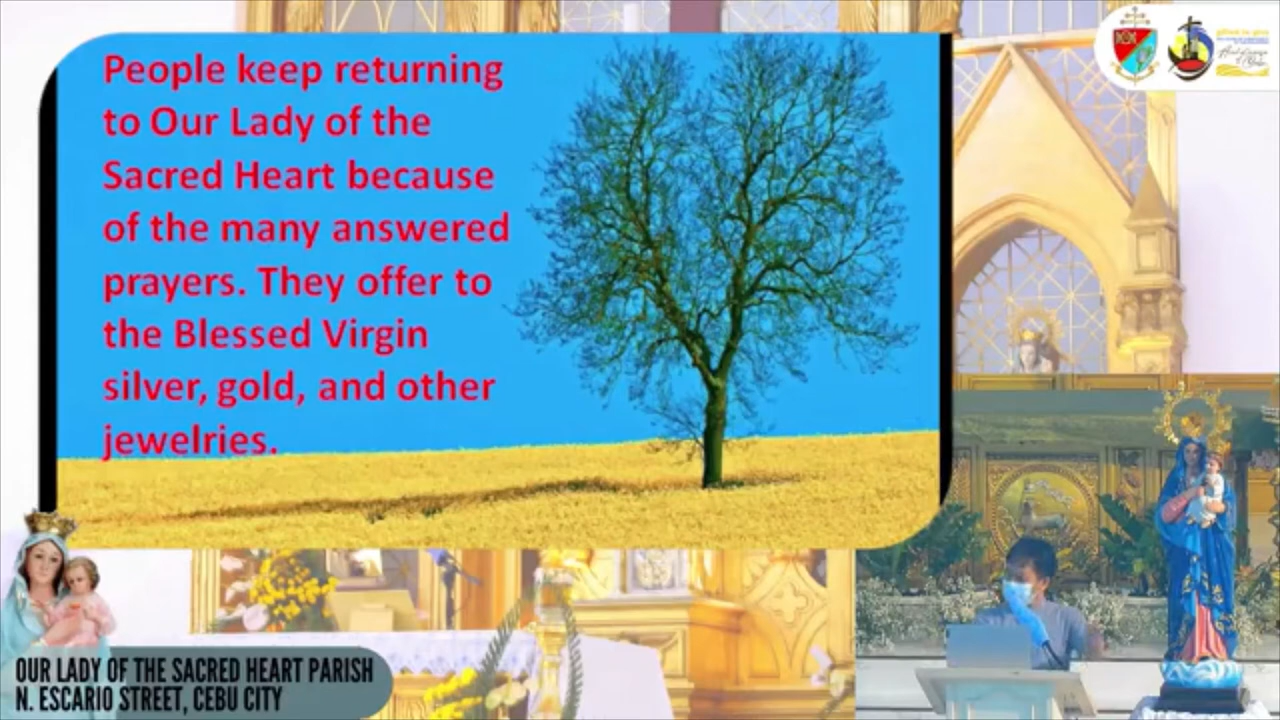 People keep returning
to Our Lady of the
Sacred Heart because
of the many answered
prayers. They offer to
the Blessed Virgin
silver, gold, and other
jewelries.
OUR LADY OF THE SACRED HEART PARISH
N. ESCARIO STREET, CEBU CITY